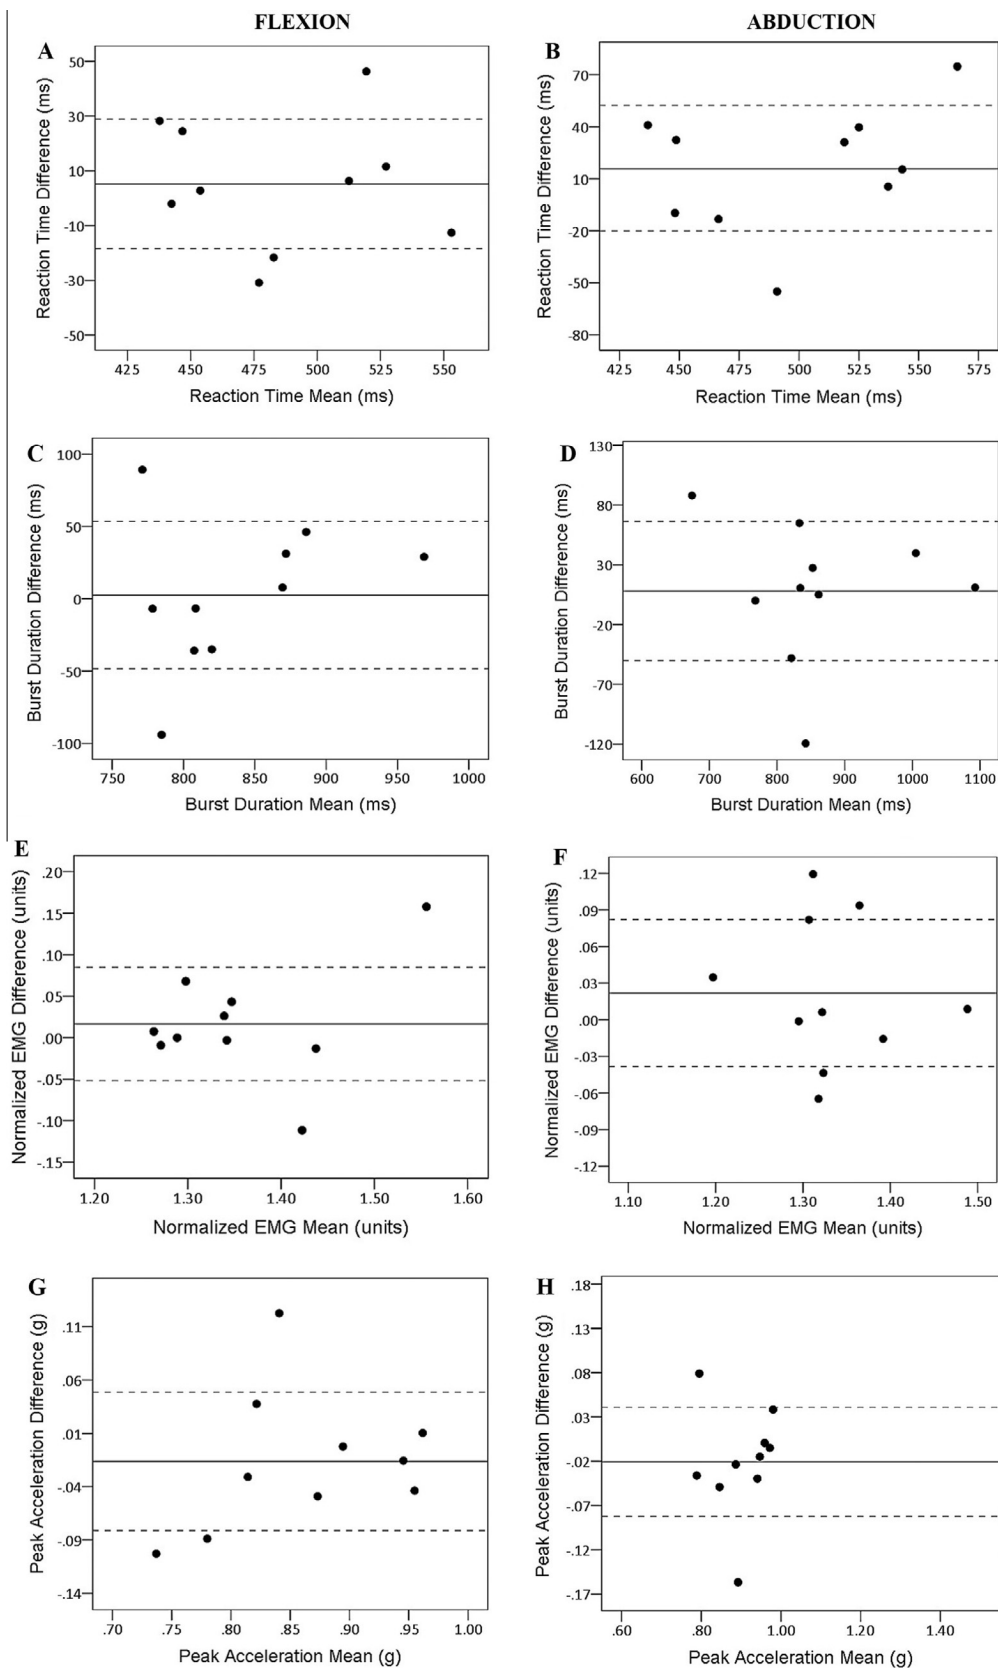 FLEXION
ABDUCTION
A
50
30
10
-10
-30
-50
Reaction Time Difference (ms)
425 450 475 500 525 550
Reaction Time Mean (ms)
B
70
40
10
-20
-50
-80
Reaction Time Difference (ms)
425 450 475 500 525 550 575
Reaction Time Mean (ms)
C
100
50
0
-50
-100
Burst Duration Difference (ms)
750 800 850 900 950 1000
Burst Duration Mean (ms)
D
130
80
30
-20
-70
-120
Burst Duration Difference (ms)
600 700 800 900 1000 1100
Burst Duration Mean (ms)
E
.20
.15
.10
.05
.00
-.05
-.10
-.15
Normalized EMG Difference (units)
1.20 1.30 1.40 1.50 1.60
Normalized EMG Mean (units)
F
.12
.09
.06
.03
.00
-.03
-.06
-.09
-.12
Normalized EMG Difference (units)
1.10 1.20 1.30 1.40 1.50
Normalized EMG Mean (units)
G
.11
.06
.01
-.04
-.09
-.14
Peak Acceleration Difference (g)
.70 .75 .80 .85 .90 .95 1.00
Peak Acceleration Mean (g)
H
.18
.13
.08
.03
-.02
-.07
-.12
-.17
Peak Acceleration Difference (g)
.60 .80 1.00 1.20 1.40
Peak Acceleration Mean (g)